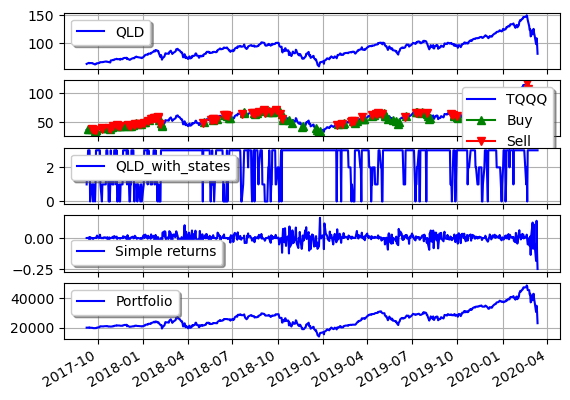 150
QLD
100
100
TQQQ
Buy
50
Sell
QLD_with_states
2
0
0.00
Simple returns
−0.25
Portfolio
40000
20000
2017-10 2018-01 2018-04 2018-07 2018-10 2019-01 2019-04 2019-07 2019-10 2020-01 2020-04